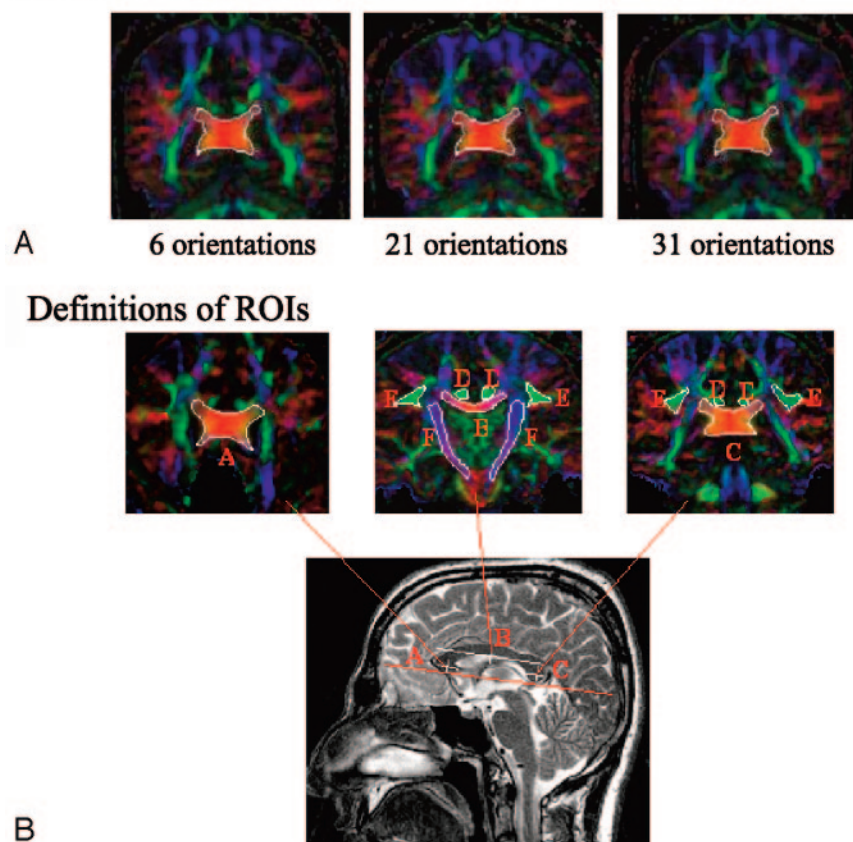 A
6 orientations
21 orientations
31 orientations
Definitions of ROIs
A
E D D E
F B F
E D D E
C
A B C
B